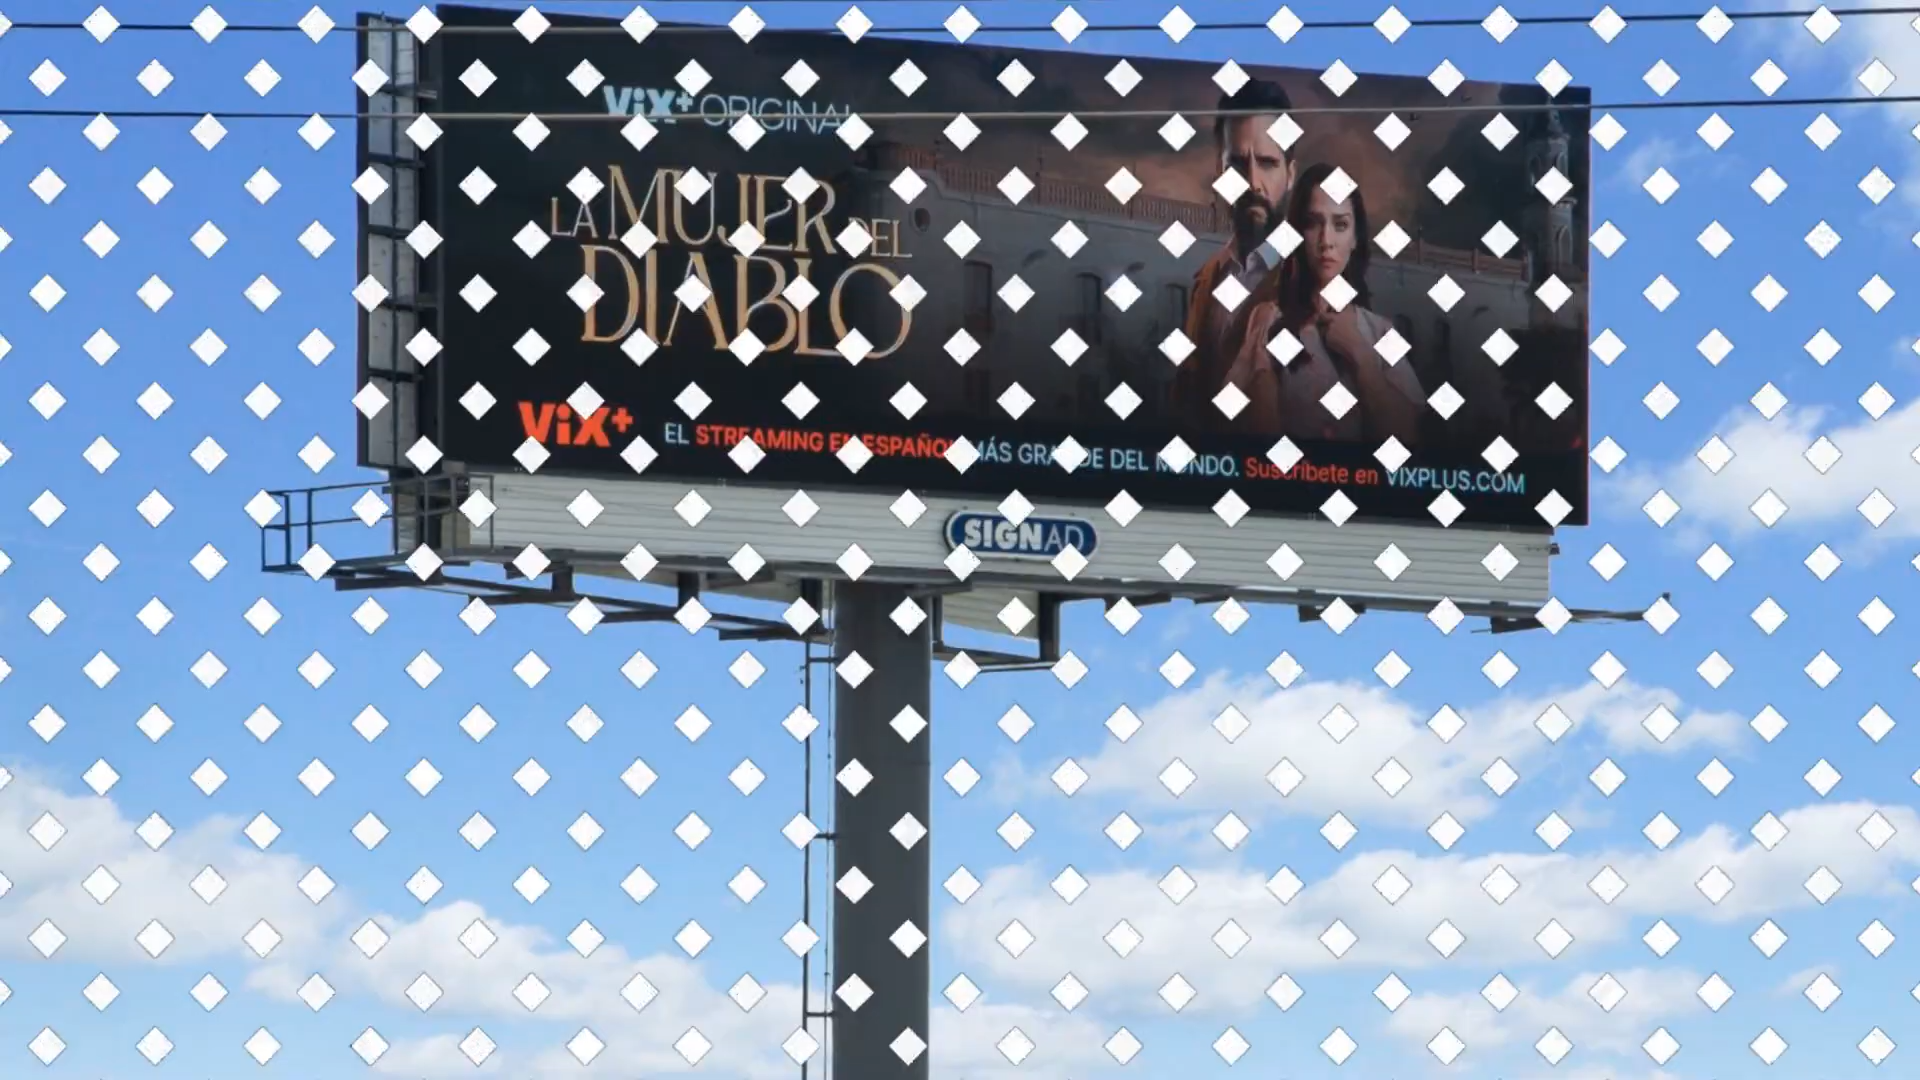 ViX+ ORIGINAL
LA MUJER DEL
DIABLO
ViX+ EL STREAMING EN ESPAÑOL MÁS GRANDE DEL MUNDO. Suscríbete en VIXPLUS.COM
SIGNAD